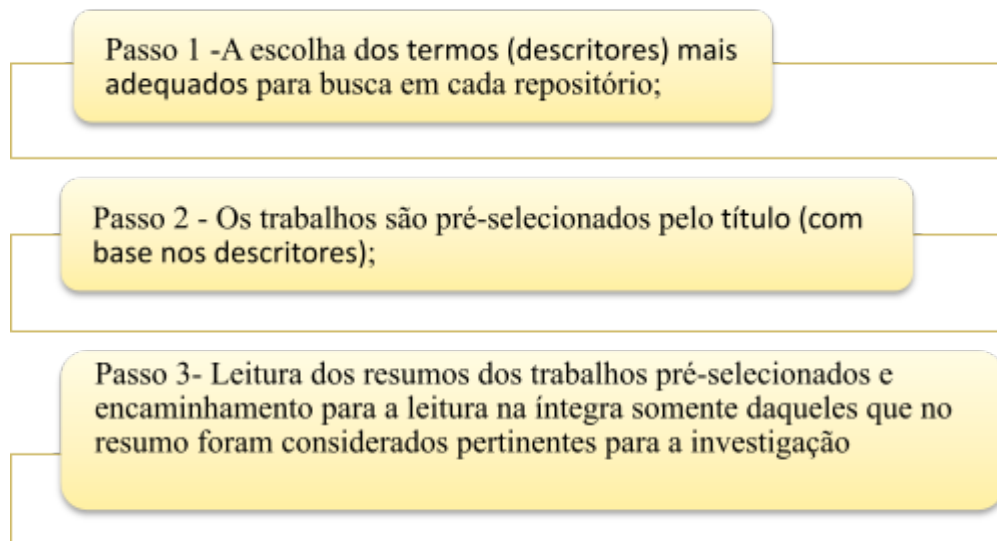 Passo 1 -A escolha dos termos (descritores) mais
adequados para busca em cada repositório;
Passo 2 - Os trabalhos são pré-selecionados pelo título (com
base nos descritores);
Passo 3- Leitura dos resumos dos trabalhos pré-selecionados e
encaminhamento para a leitura na íntegra somente daqueles que no
resumo foram considerados pertinentes para a investigação